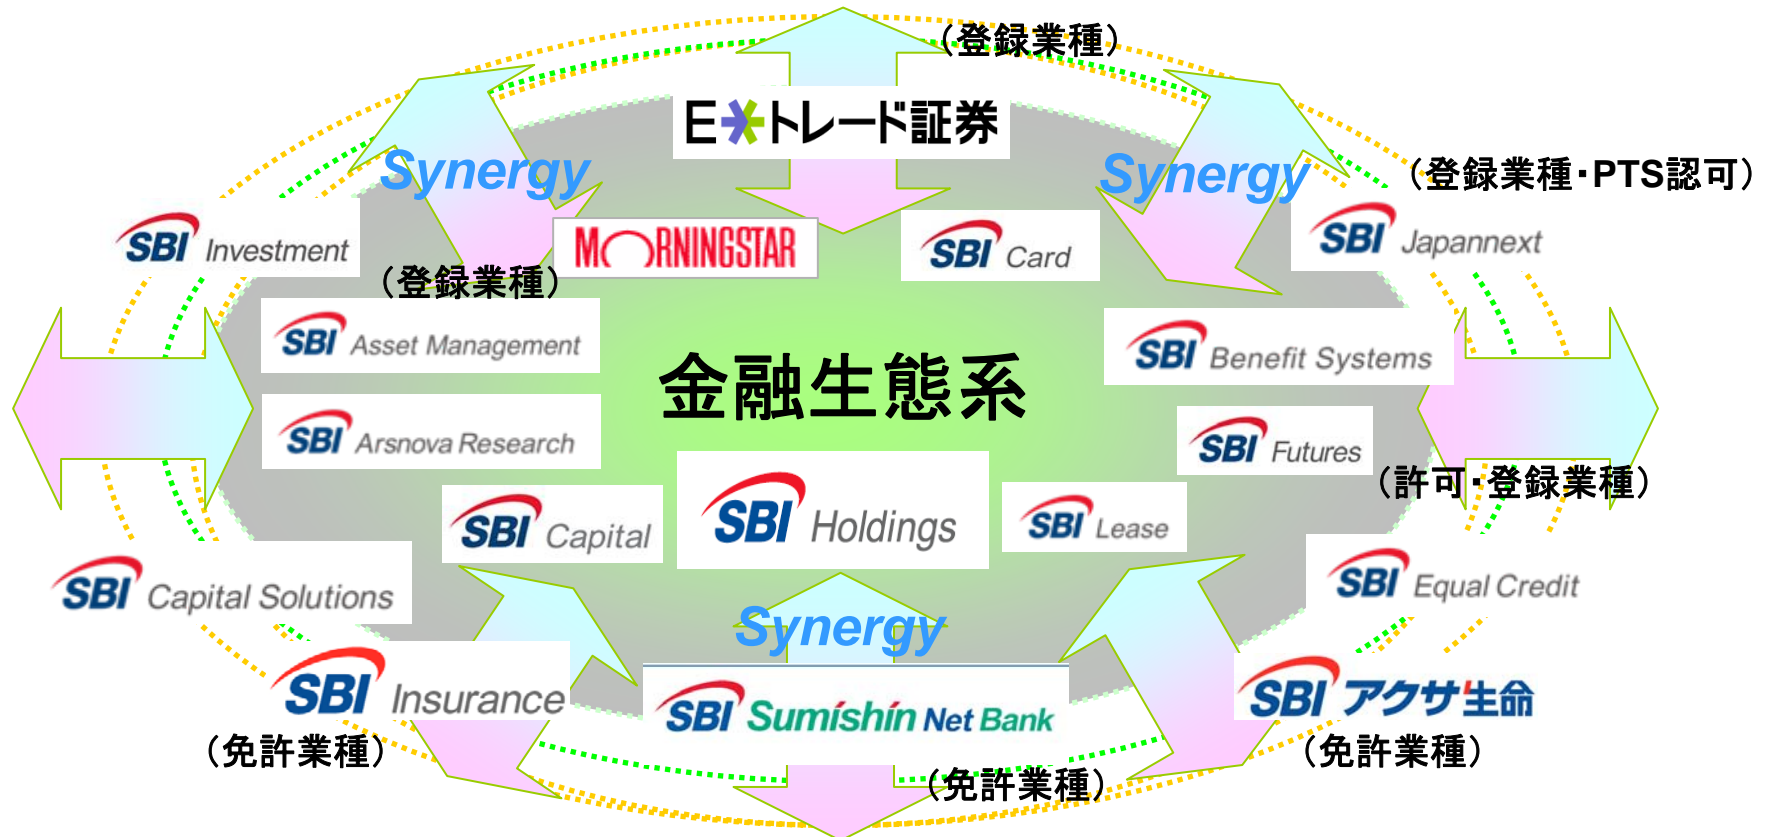 （登録業種）
E*トレード証券
Synergy
Synergy
（登録業種・PTS認可）
SBI Investment
MORNINGSTAR
SBI Card
SBI Japannext
（登録業種）
SBI Asset Management
SBI Benefit Systems
金融生態系
SBI Arsnova Research
SBI Futures
（許可・登録業種）
SBI Capital
SBI Holdings
SBI Lease
SBI Capital Solutions
SBI Equal Credit
Synergy
SBI Insurance
SBI Sumishin Net Bank
SBI アクサ生命
（免許業種）
（免許業種）
（免許業種）